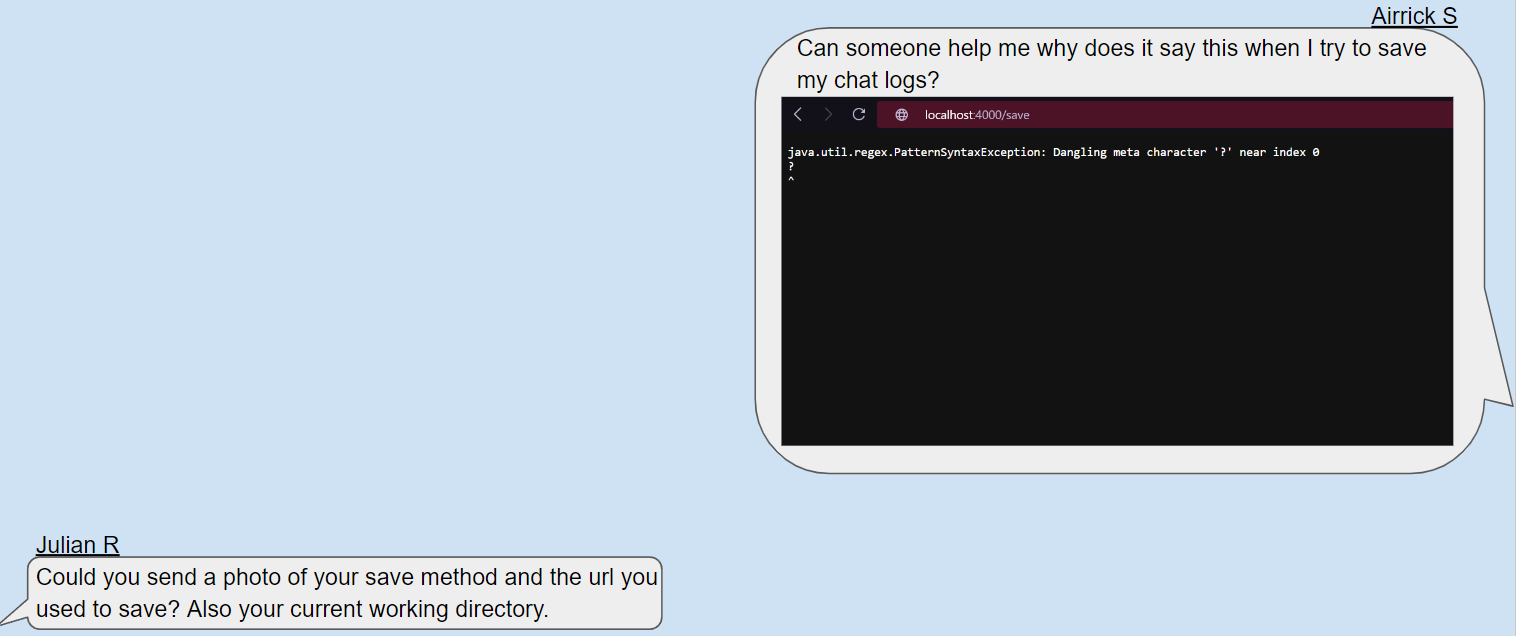 Airrick S
Can someone help me why does it say this when I try to save
my chat logs?
localhost:4000/save
java.util.regex.PatternSyntaxException: Dangling meta character '?' near index 0
?
^
Julian R
Could you send a photo of your save method and the url you
used to save? Also your current working directory.